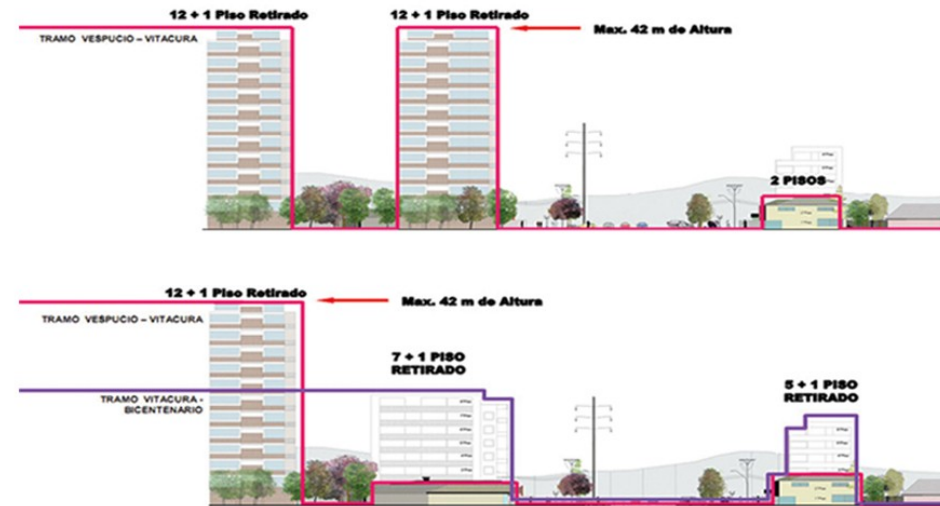 12 + 1 Piso Retirado
12 + 1 Piso Retirado
Max. 42 m de Altura
TRAMO VESPUCIO – VITACURA
2 PISOS
12 + 1 Piso Retirado
Max. 42 m de Altura
TRAMO VESPUCIO – VITACURA
7 + 1 PISO
RETIRADO
5 + 1 PISO
RETIRADO
TRAMO VITACURA -
BICENTENARIO